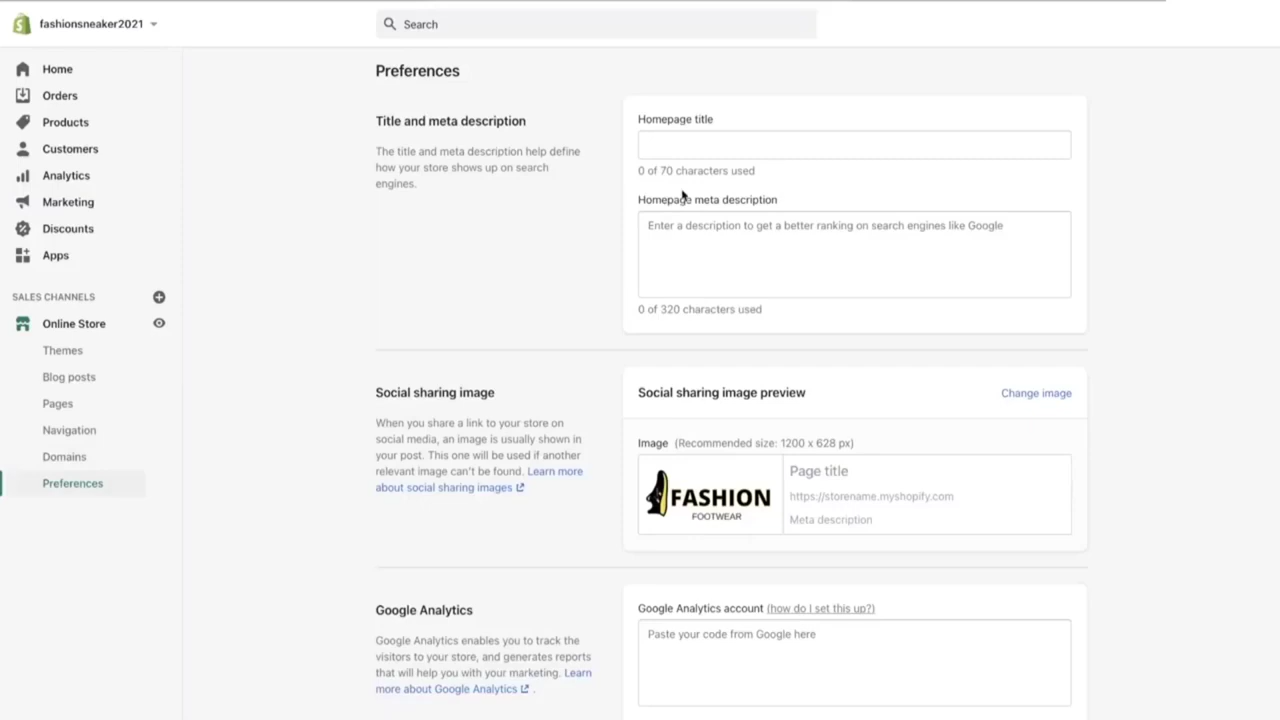 fashionsneaker2021
Search
Home
Orders
Products
Customers
Analytics
Marketing
Discounts
Apps
SALES CHANNELS
Online Store
Themes
Blog posts
Pages
Navigation
Domains
Preferences
Preferences
Title and meta description
The title and meta description help define
how your store shows up on search
engines.
Homepage title
0 of 70 characters used
Homepage meta description
Enter a description to get a better ranking on search engines like Google
0 of 320 characters used
Social sharing image
When you share a link to your store on
social media, an image is usually shown in
your post. This one will be used if another
relevant image can't be found. Learn more
about social sharing images
Social sharing image preview
Change image
Image (Recommended size: 1200 x 628 px)
FASHION
FOOTWEAR
Page title
https://storename.myshopify.com
Meta description
Google Analytics
Google Analytics enables you to track the
visitors to your store, and generates reports
that will help you with your marketing. Learn
more about Google Analytics .
Google Analytics account (how do I set this up?)
Paste your code from Google here